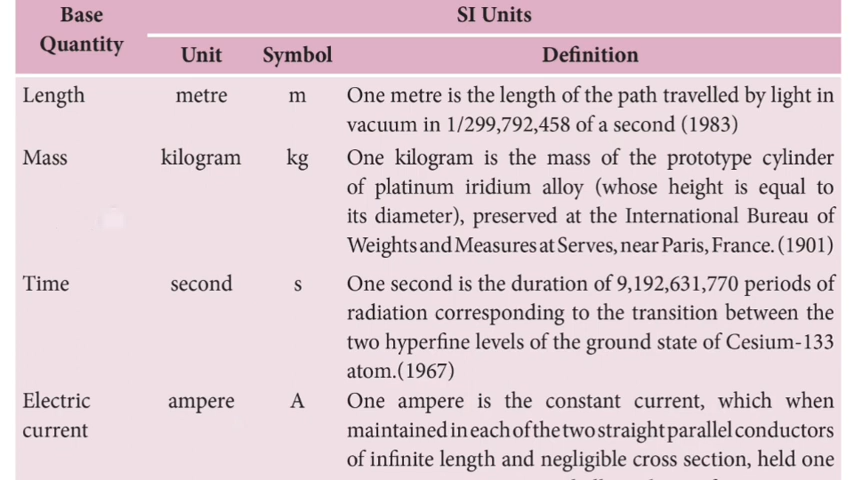 Base SI Units
Quantity
Unit Symbol Definition
Length metre m One metre is the length of the path travelled by light in
vacuum in 1/299,792,458 of a second (1983)
Mass kilogram kg One kilogram is the mass of the prototype cylinder
of platinum iridium alloy (whose height is equal to
its diameter), preserved at the International Bureau of
Weights and Measures at Serves, near Paris, France. (1901)
Time second s One second is the duration of 9,192,631,770 periods of
radiation corresponding to the transition between the
two hyperfine levels of the ground state of Cesium-133
atom.(1967)
Electric ampere A One ampere is the constant current, which when
current maintained in each of the two straight parallel conductors
of infinite length and negligible cross section, held one